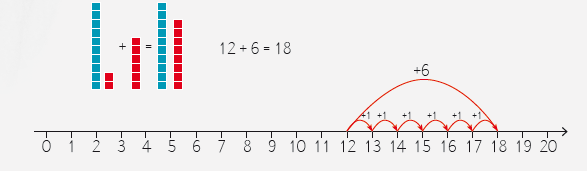 + = 12 + 6 = 18
+6
+1 +1 +1 +1 +1 +1
0 1 2 3 4 5 6 7 8 9 10 11 12 13 14 15 16 17 18 19 20